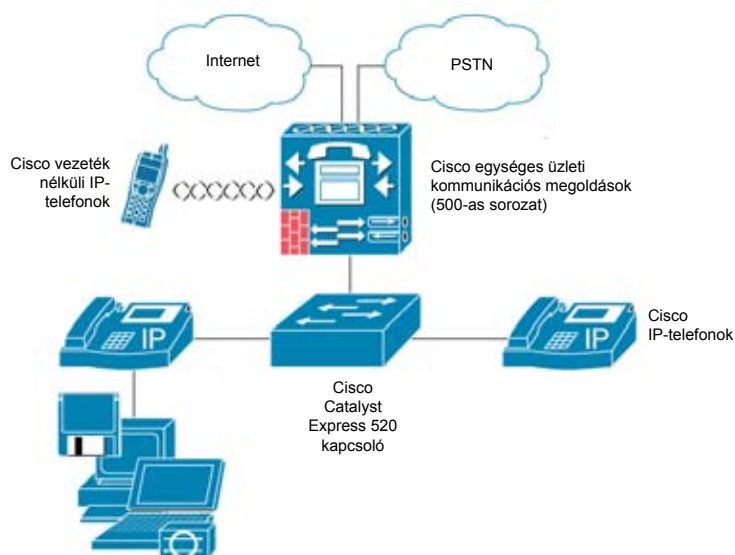 Internet
PSTN
Cisco vezeték
nélküli IP-
telefonok
Cisco egységes üzleti
kommunikációs megoldások
(500-as sorozat)
IP
IP
Cisco
IP-telefonok
Cisco
Catalyst
Express 520
kapcsoló